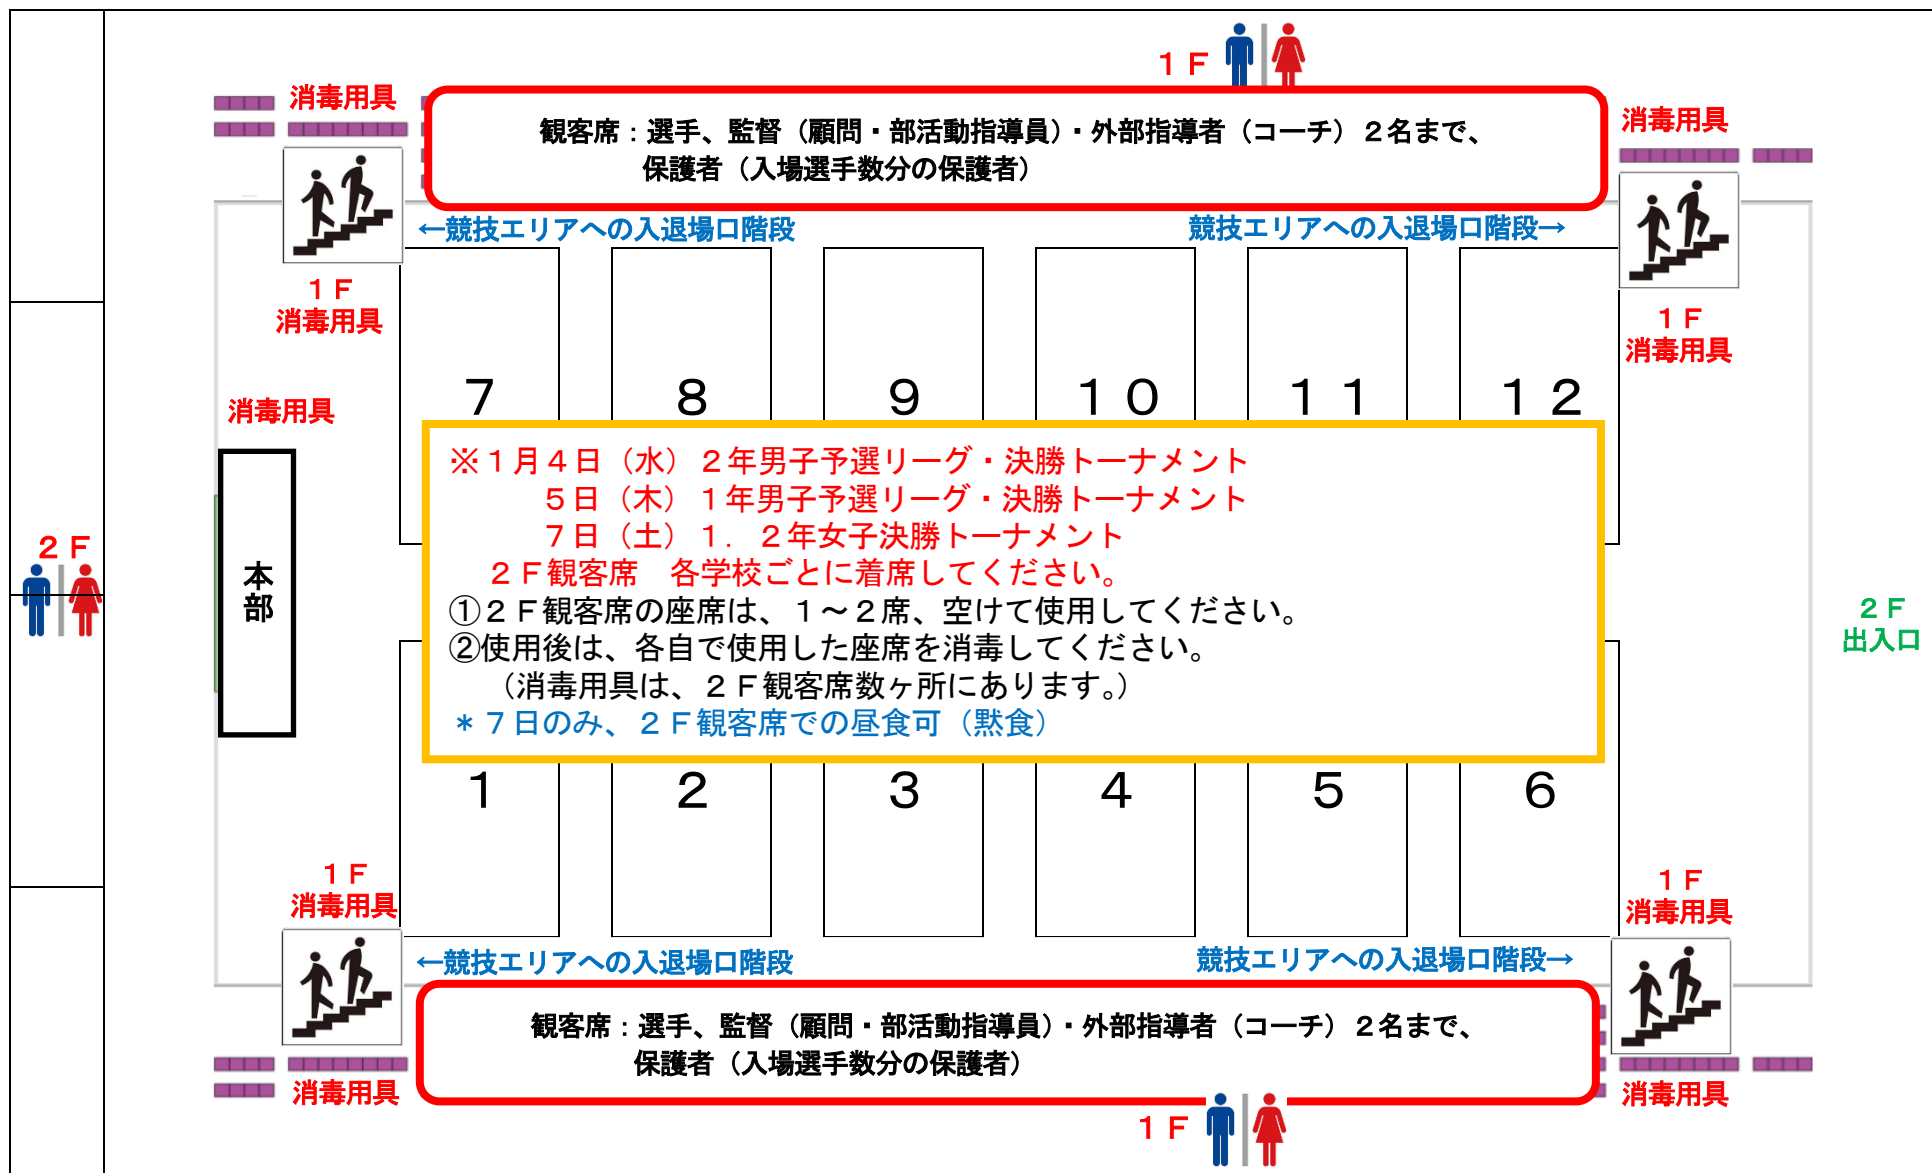 １Ｆ
消毒用具
消毒用具
観客席：選手、監督（顧問・部活動指導員）・外部指導者（コーチ）２名まで、
保護者（入場選手数分の保護者）
←競技エリアへの入退場口階段
競技エリアへの入退場口階段→
１Ｆ
消毒用具
１Ｆ
消毒用具
７
８
９
１０
１１
１２
消毒用具
※１月４日（水）２年男子予選リーグ・決勝トーナメント
５日（木）１年男子予選リーグ・決勝トーナメント
７日（土）１．２年女子決勝トーナメント
２Ｆ観客席　各学校ごとに着席してください。
①２Ｆ観客席の座席は、１～２席、空けて使用してください。
②使用後は、各自で使用した座席を消毒してください。
（消毒用具は、２Ｆ観客席数ヶ所にあります。）
＊７日のみ、２Ｆ観客席での昼食可（黙食）
２Ｆ
本部
２Ｆ
出入口
１
２
３
４
５
６
１Ｆ
消毒用具
１Ｆ
消毒用具
←競技エリアへの入退場口階段
競技エリアへの入退場口階段→
観客席：選手、監督（顧問・部活動指導員）・外部指導者（コーチ）２名まで、
保護者（入場選手数分の保護者）
消毒用具
消毒用具
１Ｆ